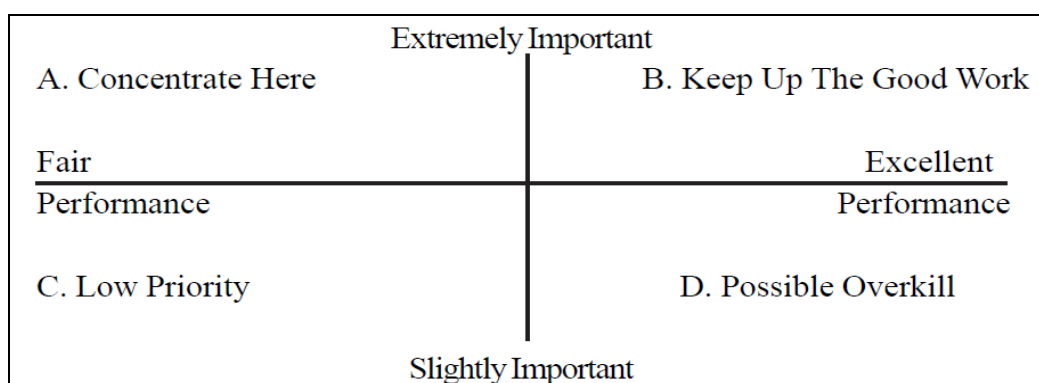 Extremely Important
A. Concentrate Here
B. Keep Up The Good Work
Fair
Excellent
Performance
Performance
C. Low Priority
D. Possible Overkill
Slightly Important